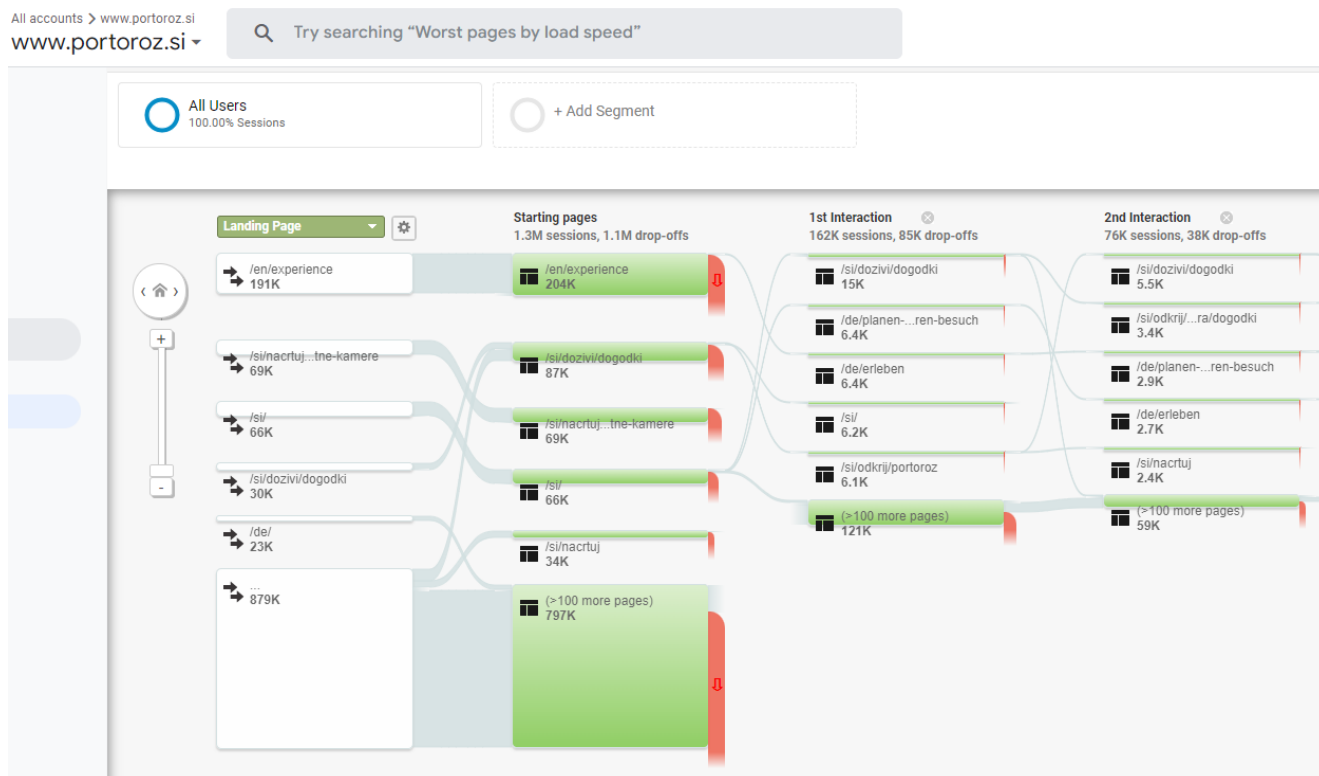 All accounts > www.portoroz.si
www.portoroz.si
Try searching “Worst pages by load speed”
All Users
100.00% Sessions
+ Add Segment
Landing Page
/en/experience
191K
/si/nacrtuj...tne-kamere
69K
/si/
66K
/si/dozivi/dogodki
30K
/de/
23K
...
879K
Starting pages
1.3M sessions, 1.1M drop-offs
/en/experience
204K
/si/dozivi/dogodki
87K
/si/nacrtuj...tne-kamere
69K
/si/
66K
/si/nacrtuj
34K
(>100 more pages)
797K
1st Interaction
162K sessions, 85K drop-offs
/si/dozivi/dogodki
15K
/de/planen-...ren-besuch
6.4K
/de/erleben
6.4K
/si/
6.2K
/si/odkrij/portoroz
6.1K
(>100 more pages)
121K
2nd Interaction
76K sessions, 38K drop-offs
/si/dozivi/dogodki
5.5K
/si/odkrij/...ra/dogodki
3.4K
/de/planen-...ren-besuch
2.9K
/de/erleben
2.7K
/si/nacrtuj
2.4K
(>100 more pages)
59K
+
-